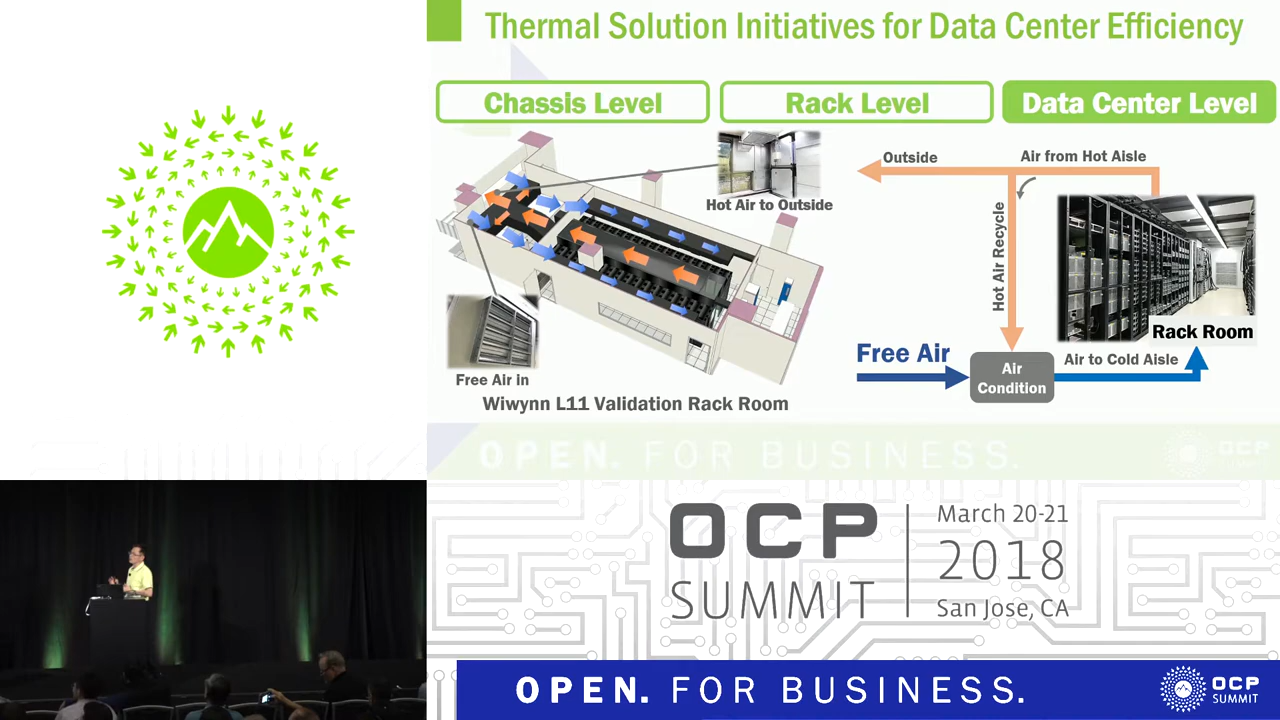 Thermal Solution Initiatives for Data Center Efficiency
Chassis Level
Rack Level
Data Center Level
Hot Air to Outside
Free Air in
Wiwynn L11 Validation Rack Room
Outside
Air from Hot Aisle
Hot Air Recycle
Rack Room
Free Air
Air
Condition
Air to Cold Aisle
OPEN. FOR BUSINESS.
OCP
SUMMIT
OCP
SUMMIT
March 20-21
2018
San Jose, CA
OPEN. FOR BUSINESS.
OCP
SUMMIT